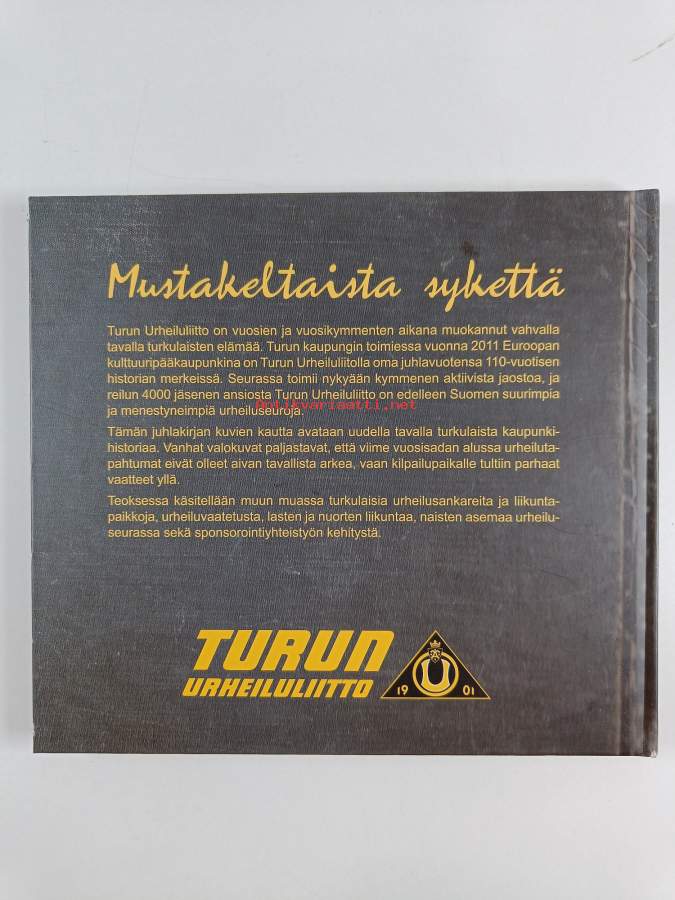 Mustakeltaista sykettä
Turun Urheiluliitto on vuosien ja vuosikymmenten aikana muokannut vahvalla
tavalla turkulaisten elämää. Turun kaupungin toimiessa vuonna 2011 Euroopan
kulttuuripääkaupunkina on Turun Urheiluliitolla oma juhlavuotensa 110-vuotisen
historian merkeissä. Seurassa toimii nykyään kymmenen aktiivista jaostoa, ja
reilun 4000 jäsenen ansiosta Turun Urheiluliitto on edelleen Suomen suurimpia
ja menestyneimpiä urheiluseuroja.
Antikvariaatti.net
Tämän juhlakirjan kuvien kautta avataan uudella tavalla turkulaista kaupunki-
historiaa. Vanhat valokuvat paljastavat, että viime vuosisadan alussa urheiluta-
pahtumat eivät olleet aivan tavallista arkea, vaan kilpailupaikalle tultiin parhaat
vaatteet yllä.
Teoksessa käsitellään muun muassa turkulaisia urheilusankareita ja liikunta-
paikkoja, urheiluvaatetusta, lasten ja nuorten liikuntaa, naisten asemaa urheilu-
seurassa sekä sponsorointiyhteistyön kehitystä.
TURUN
URHEILULIITTO
U
19 01